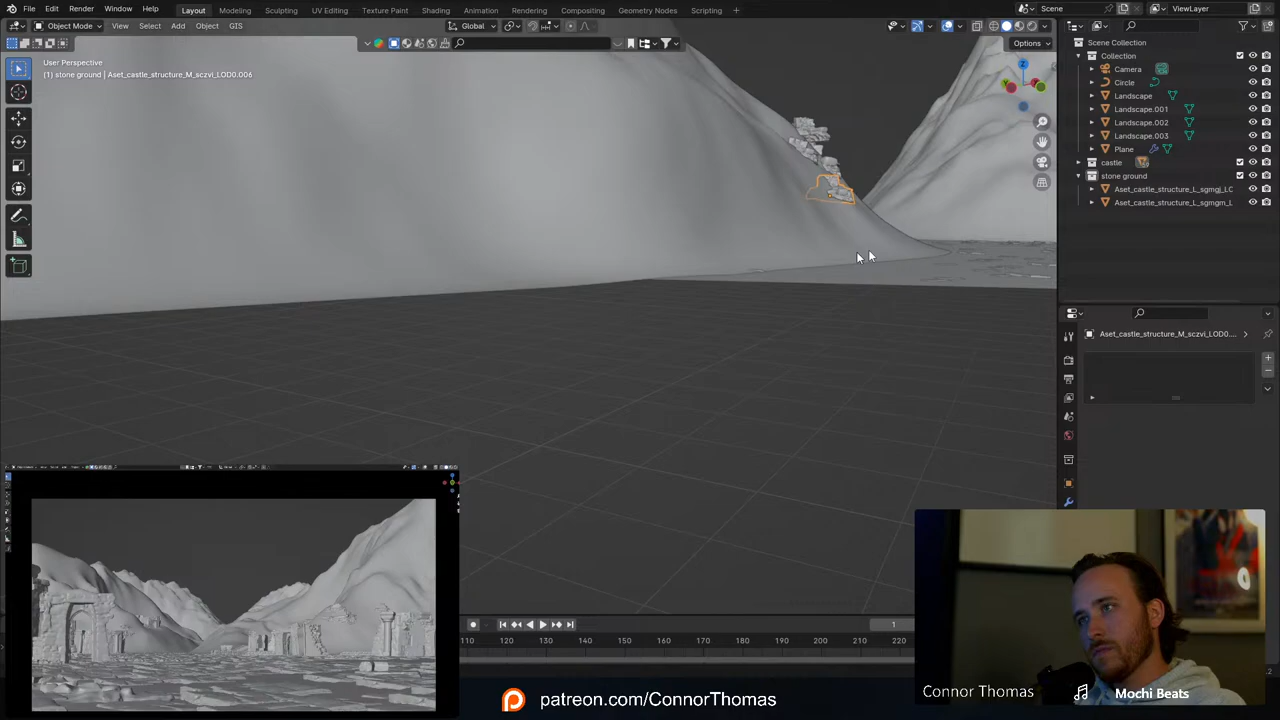 File Edit Render Window Help Layout Modeling Sculpting UV Editing Texture Paint Shading Animation Rendering Compositing Geometry Nodes Scripting + Scene ViewLayer
Object Mode View Select Add Object GIS Global
Options
User Perspective
(1) stone ground | Aset_castle_structure_M_sczvi_LOD0.006
Z
Y
Scene Collection
Collection
Camera
Circle
Landscape
Landscape.001
Landscape.002
Landscape.003
Plane
castle
stone ground
Aset_castle_structure_L_sgmgj_LC
Aset_castle_structure_L_sgmgm_L
Aset_castle_structure_M_sczvi_LOD0....
1
110 120 130 140 150 160 170 180 190 200 210 220
patreon.com/ConnorThomas
Connor Thomas
Mochi Beats